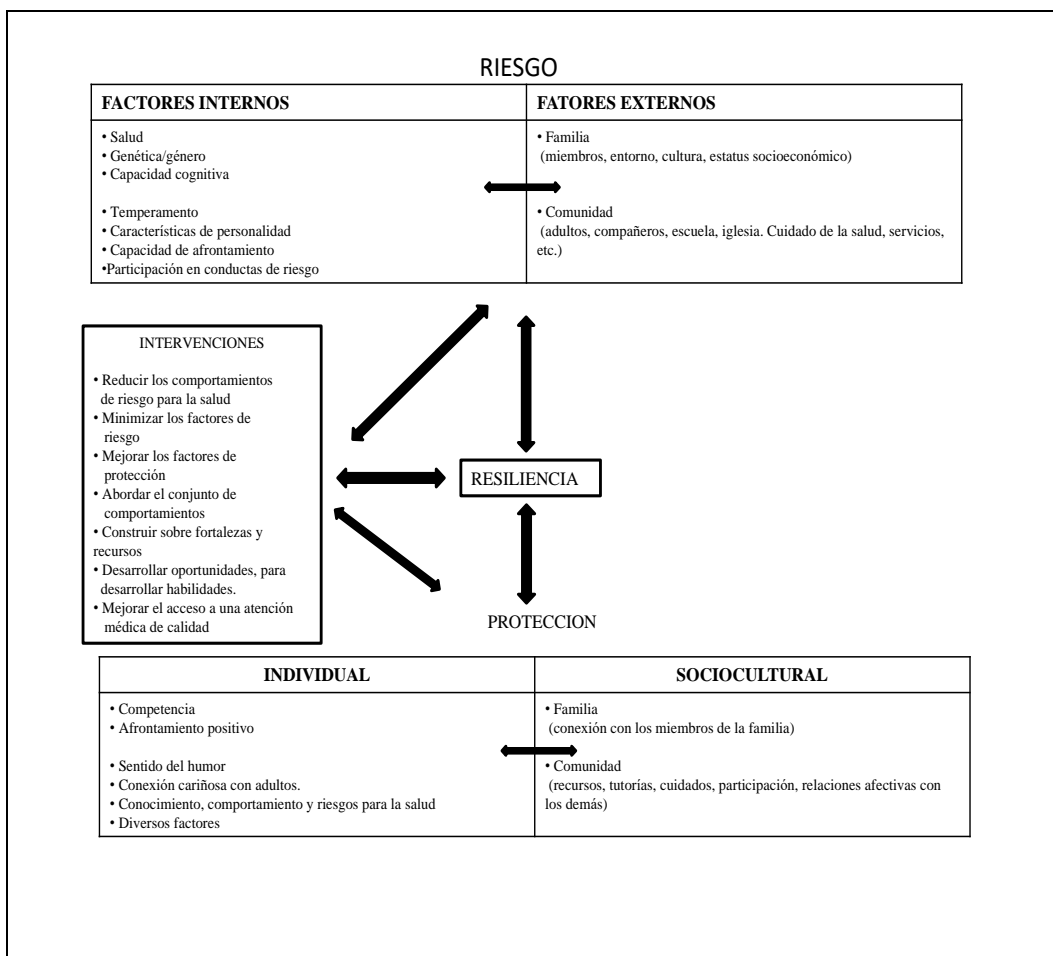 RIESGO
FACTORES INTERNOS
FATORES EXTERNOS
• Salud
• Genética/género
• Capacidad cognitiva
• Temperamento
• Características de personalidad
• Capacidad de afrontamiento
•Participación en conductas de riesgo
• Familia
(miembros, entorno, cultura, estatus socioeconómico)
• Comunidad
(adultos, compañeros, escuela, iglesia. Cuidado de la salud, servicios,
etc.)
INTERVENCIONES
• Reducir los comportamientos
de riesgo para la salud
• Minimizar los factores de
riesgo
• Mejorar los factores de
protección
• Abordar el conjunto de
comportamientos
• Construir sobre fortalezas y
recursos
• Desarrollar oportunidades, para
desarrollar habilidades.
• Mejorar el acceso a una atención
médica de calidad
RESILIENCIA
PROTECCION
INDIVIDUAL
SOCIOCULTURAL
• Competencia
• Afrontamiento positivo
• Sentido del humor
• Conexión cariñosa con adultos.
• Conocimiento, comportamiento y riesgos para la salud
• Diversos factores
• Familia
(conexión con los miembros de la familia)
• Comunidad
(recursos, tutorías, cuidados, participación, relaciones afectivas con
los demás)